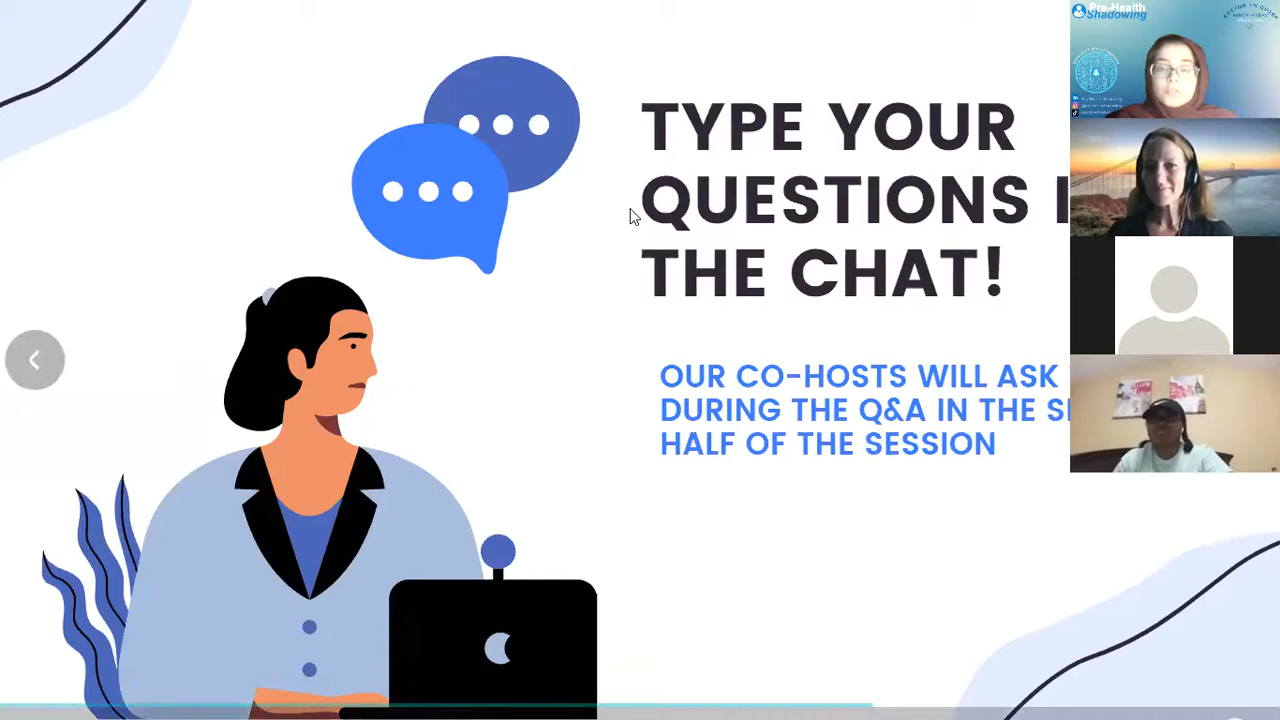 TYPE YOUR
QUESTIONS
THE CHAT!
OUR CO-HOSTS WILL ASK
DURING THE Q&A IN THE
HALF OF THE SESSION
Pre-Health
Shadowing